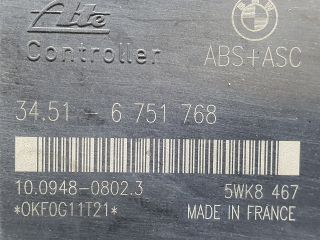 Ate
Controller ABS+ASC
34.51- 6 751 768
10.0948-0802.3 5WK8 467
*OKF0G11T21* MADE IN FRANCE